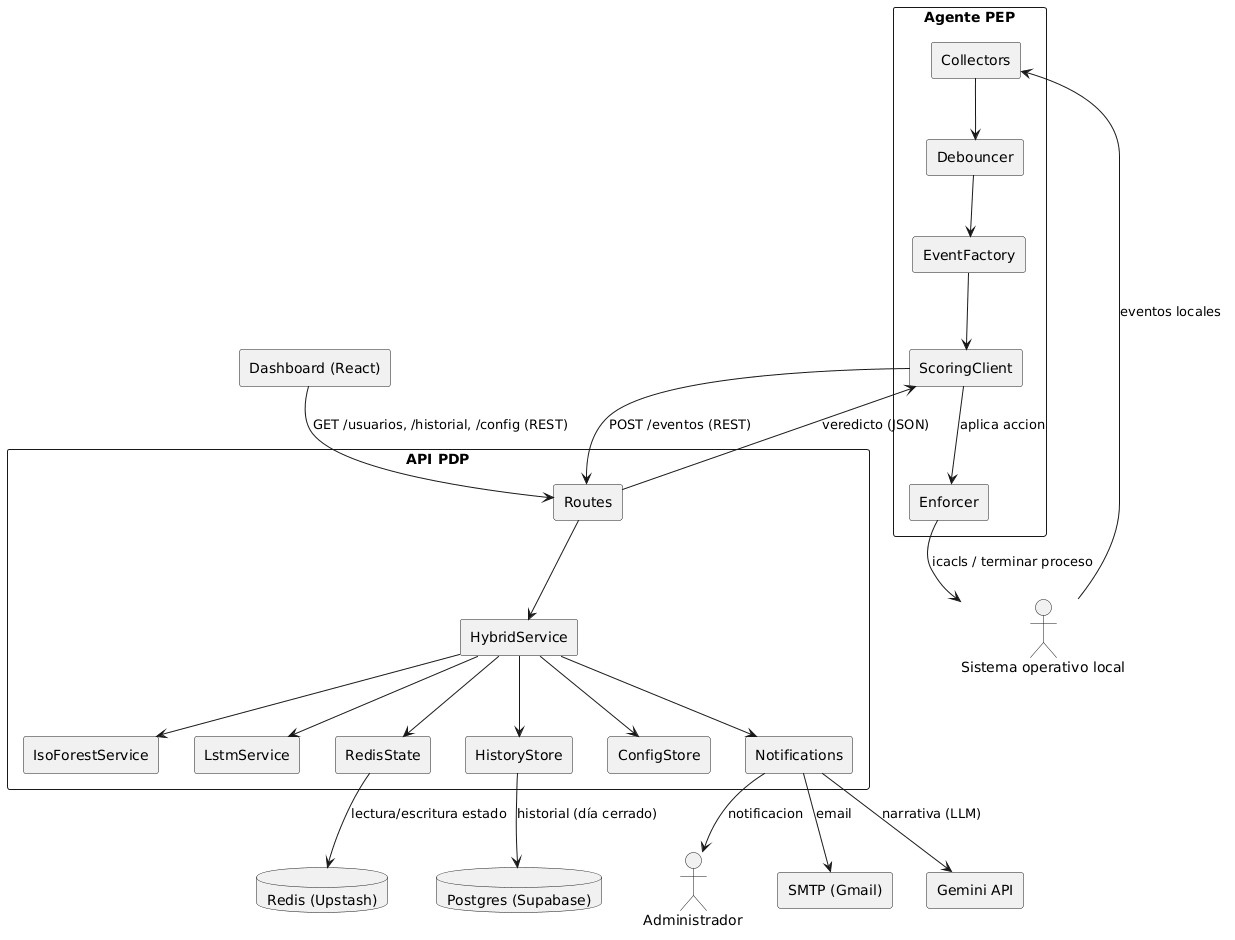 Agente PEP
Collectors
Debouncer
EventFactory
eventos locales
Dashboard (React)
ScoringClient
GET /usuarios, /historial, /config (REST)
POST /eventos (REST)
veredicto (JSON)
aplica accion
API PDP
Routes
Enforcer
icacls / terminar proceso
HybridService
Sistema operativo local
IsoForestService
LstmService
RedisState
HistoryStore
ConfigStore
Notifications
lectura/escritura estado
historial (día cerrado)
notificacion
email
narrativa (LLM)
Redis (Upstash)
Postgres (Supabase)
Administrador
SMTP (Gmail)
Gemini API